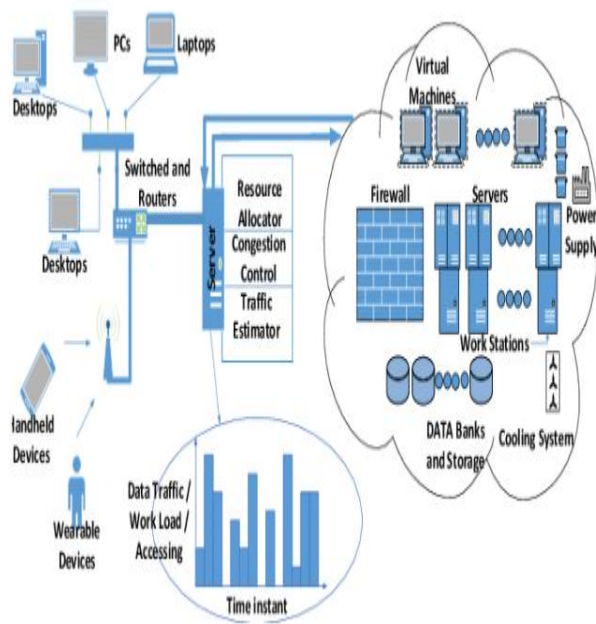 PCs
Laptops
Desktops
Switched and
Routers
Desktops
Handheld
Devices
Wearable
Devices
Server
Resource
Allocator
Congestion
Control
Traffic
Estimator
Data Traffic /
Work Load /
Accessing
Time instant
Virtual
Machines
Firewall
Servers
Power
Supply
Work Stations
DATA Banks
and Storage
Cooling System